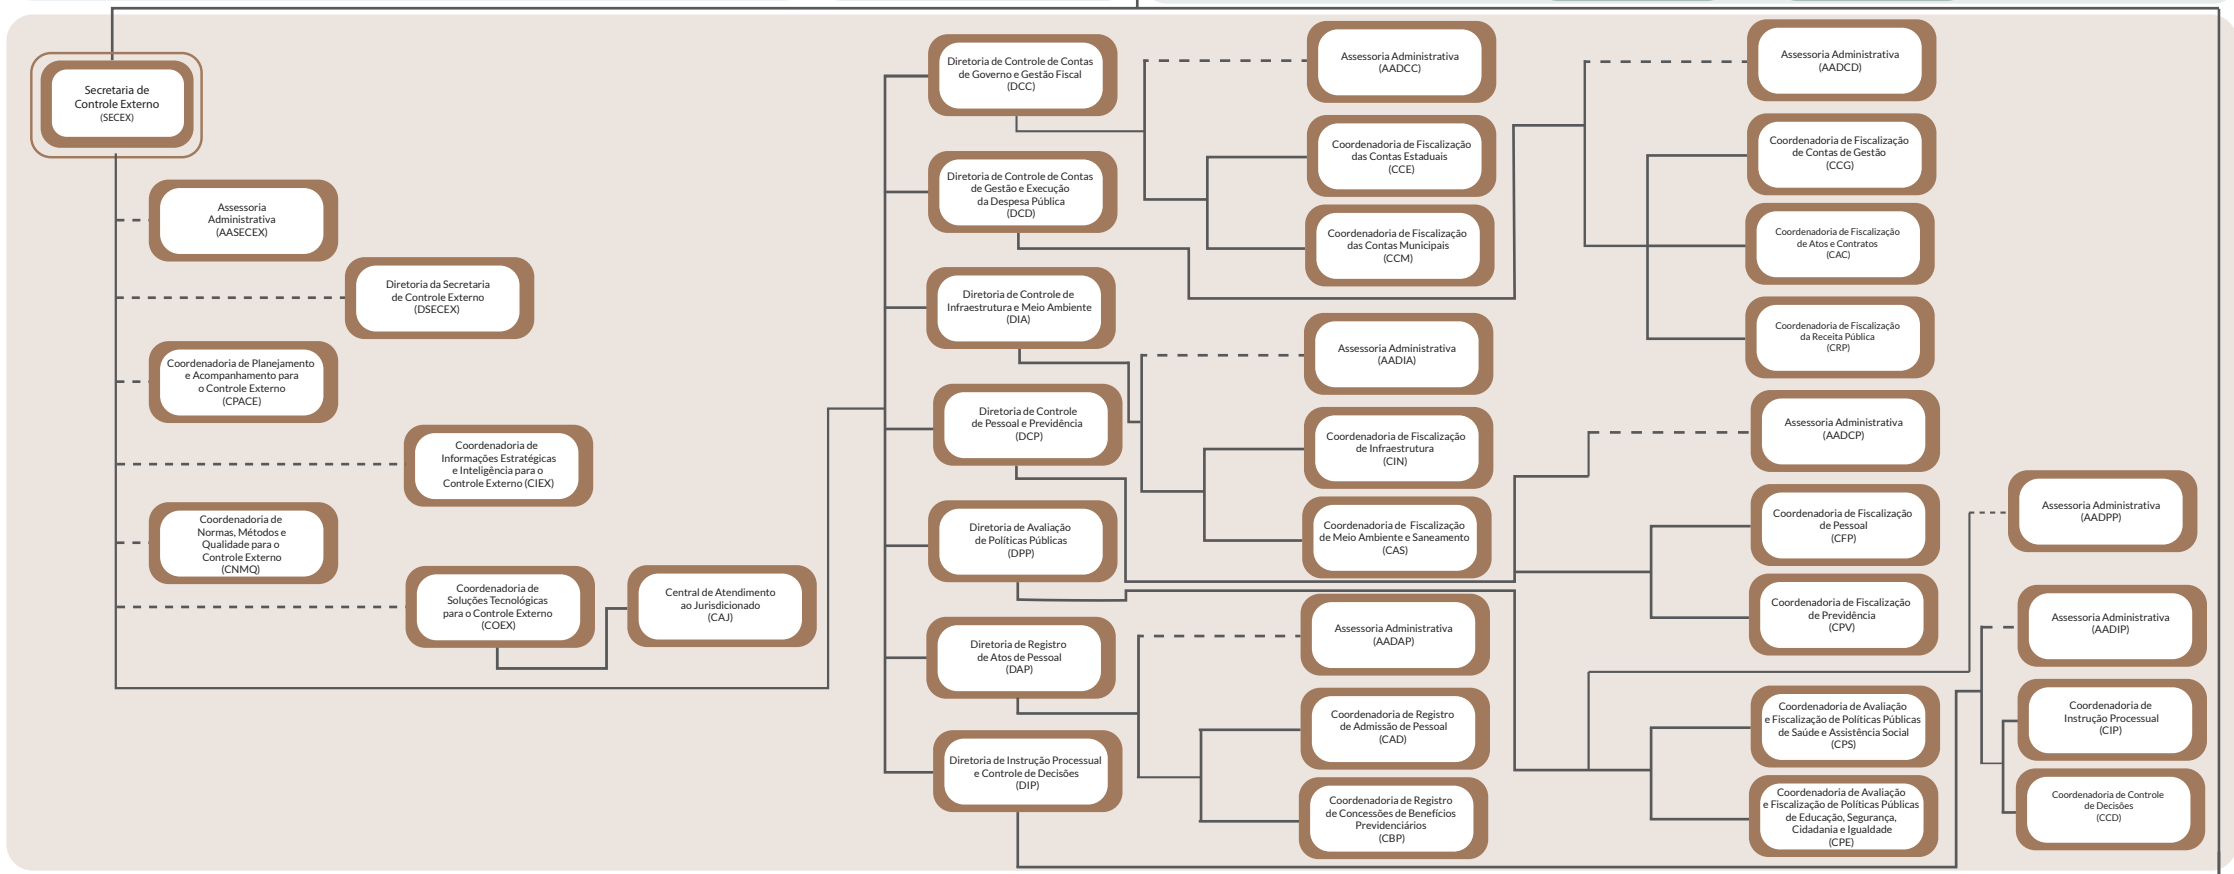 Secretaria de
Controle Externo
(SECEX)
Assessoria
Administrativa
(AASECEX)
Diretoria da Secretaria
de Controle Externo
(DSECEX)
Coordenadoria de Planejamento
e Acompanhamento para
o Controle Externo
(CPACE)
Coordenadoria de
Informações Estratégicas
e Inteligência para o
Controle Externo (CIEX)
Coordenadoria de
Normas, Métodos e
Qualidade para o
Controle Externo
(CNMQ)
Coordenadoria de
Soluções Tecnológicas
para o Controle Externo
(COEX)
Central de Atendimento
ao Jurisdicionado
(CAJ)
Diretoria de Controle de Contas
de Governo e Gestão Fiscal
(DCC)
Diretoria de Controle de Contas
de Gestão e Execução
da Despesa Pública
(DCD)
Diretoria de Controle de
Infraestrutura e Meio Ambiente
(DIA)
Diretoria de Controle
de Pessoal e Previdência
(DCP)
Diretoria de Avaliação
de Políticas Públicas
(DPP)
Diretoria de Registro
de Atos de Pessoal
(DAP)
Diretoria de Instrução Processual
e Controle de Decisões
(DIP)
Assessoria Administrativa
(AADCC)
Coordenadoria de Fiscalização
das Contas Estaduais
(CCE)
Coordenadoria de Fiscalização
das Contas Municipais
(CCM)
Assessoria Administrativa
(AADIA)
Coordenadoria de Fiscalização
de Infraestrutura
(CIN)
Coordenadoria de Fiscalização
de Meio Ambiente e Saneamento
(CAS)
Assessoria Administrativa
(AADAP)
Coordenadoria de Registro
de Admissão de Pessoal
(CAD)
Coordenadoria de Registro
de Concessões de Benefícios
Previdenciários
(CBP)
Assessoria Administrativa
(AADCD)
Coordenadoria de Fiscalização
de Contas de Gestão
(CCG)
Coordenadoria de Fiscalização
de Atos e Contratos
(CAC)
Coordenadoria de Fiscalização
da Receita Pública
(CRP)
Assessoria Administrativa
(AADCP)
Coordenadoria de Fiscalização
de Pessoal
(CFP)
Coordenadoria de Fiscalização
de Previdência
(CPV)
Coordenadoria de Avaliação
e Fiscalização de Políticas Públicas
de Saúde e Assistência Social
(CPS)
Coordenadoria de Avaliação
e Fiscalização de Políticas Públicas
de Educação, Segurança,
Cidadania e Igualdade
(CPE)
Assessoria Administrativa
(AADPP)
Assessoria Administrativa
(AADIP)
Coordenadoria de
Instrução Processual
(CIP)
Coordenadoria de Controle
de Decisões
(CCD)